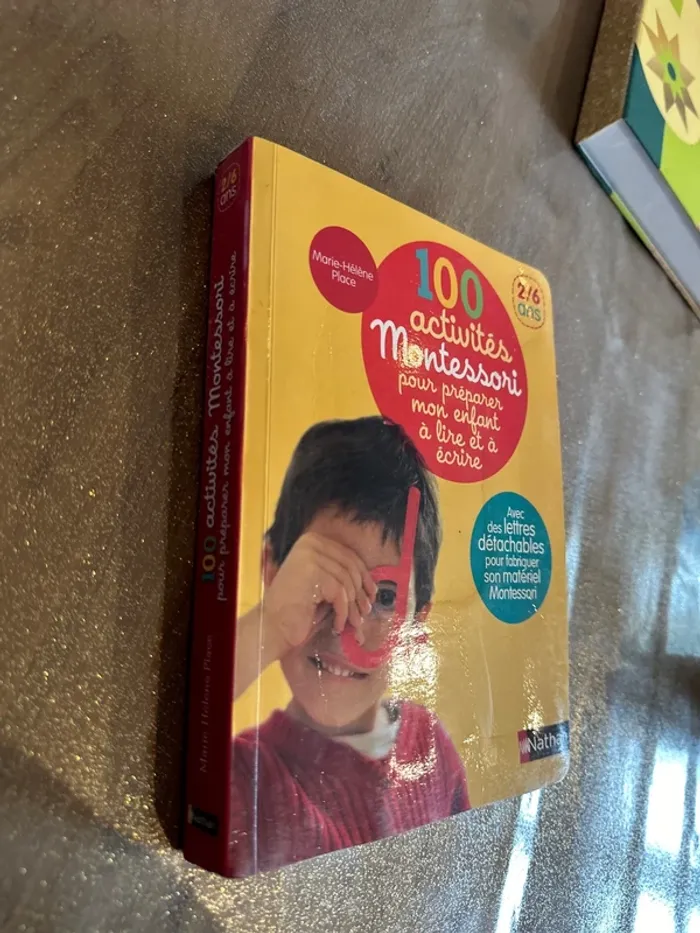 2/6
ans
100 activités Montessori
pour préparer mon enfant à lire et à écrire
Marie-Hélène Place
Nathan
Marie-Hélène
Place
100
activités
Montessori
pour préparer
mon enfant
à lire et à
écrire
2/6
ans
Avec
des lettres
détachables
pour fabriquer
son matériel
Montessori
Nathan